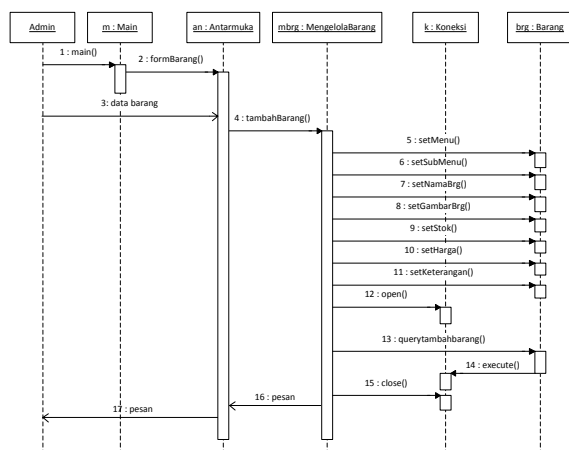 Admin
m : Main
an : Antarmuka
mbrg : MengelolaBarang
k : Koneksi
brg : Barang
1 : main()
2 : formBarang()
3: data barang
4 : tambahBarang()
5 : setMenu()
6 : setSubMenu()
7 : setNamaBrg()
8 : setGambarBrg()
9 : setStok()
10 : setHarga()
11 : setKeterangan()
12 : open()
13 : querytambahbarang()
14 : execute()
15 : close()
16 : pesan
17 : pesan